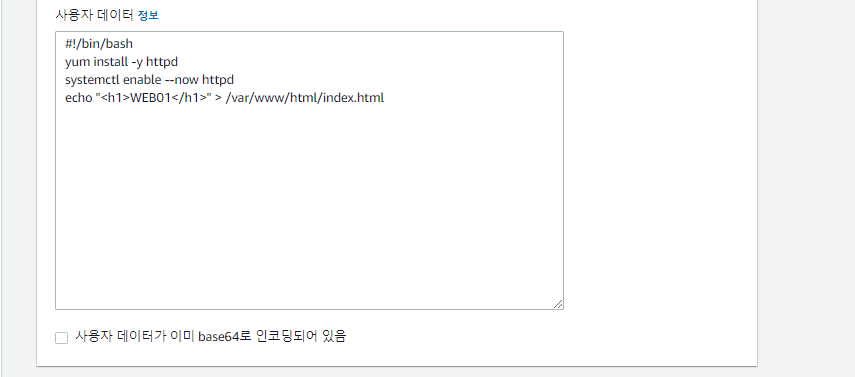 사용자 데이터 정보
#!/bin/bash
yum install -y httpd
systemctl enable --now httpd
echo "<h1>WEB01</h1>" > /var/www/html/index.html
사용자 데이터가 이미 base64로 인코딩되어 있음